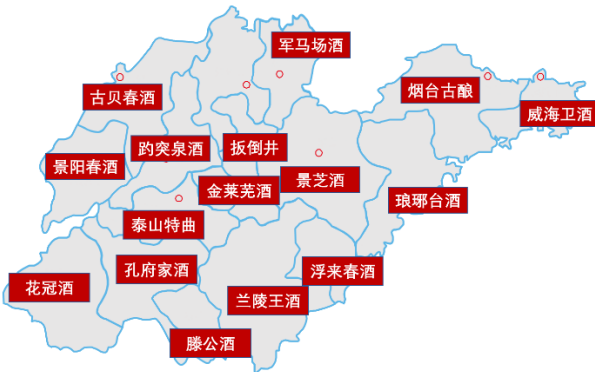 军马场酒
古贝春酒
烟台古酿
威海卫酒
景阳春酒
趵突泉酒
扳倒井
景芝酒
金莱芜酒
琅琊台酒
泰山特曲
孔府家酒
浮来春酒
花冠酒
兰陵王酒
滕公酒